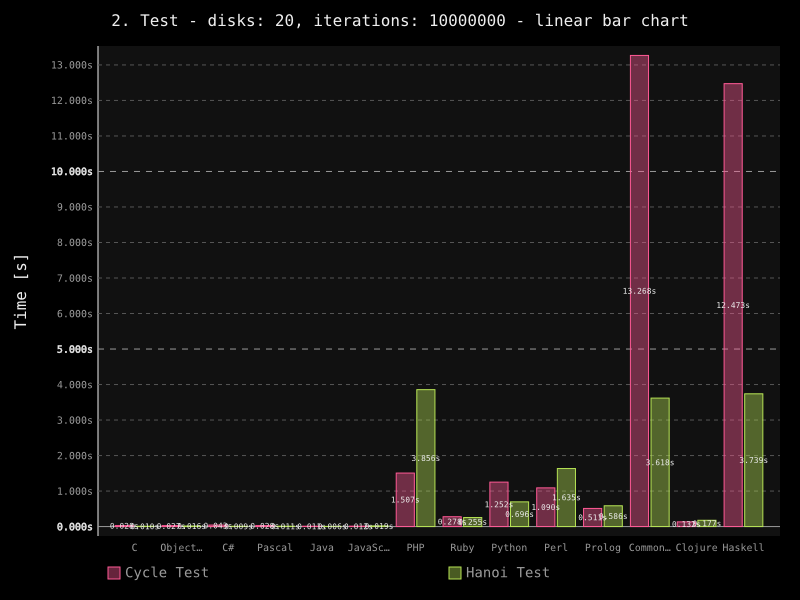 2. Test - disks: 20, iterations: 10000000 - linear bar chart
13.000s
12.000s
11.000s
10.000s
9.000s
8.000s
7.000s
6.000s
5.000s
4.000s
3.000s
2.000s
1.000s
0.000s
Time [s]
1.507s
3.856s
0.255s
1.252s
0.696s
1.090s
1.635s
0.586s
13.268s
3.618s
0.177s
12.473s
3.739s
C Object… C# Pascal Java JavaSc… PHP Ruby Python Perl Prolog Common… Clojure Haskell
Cycle Test Hanoi Test